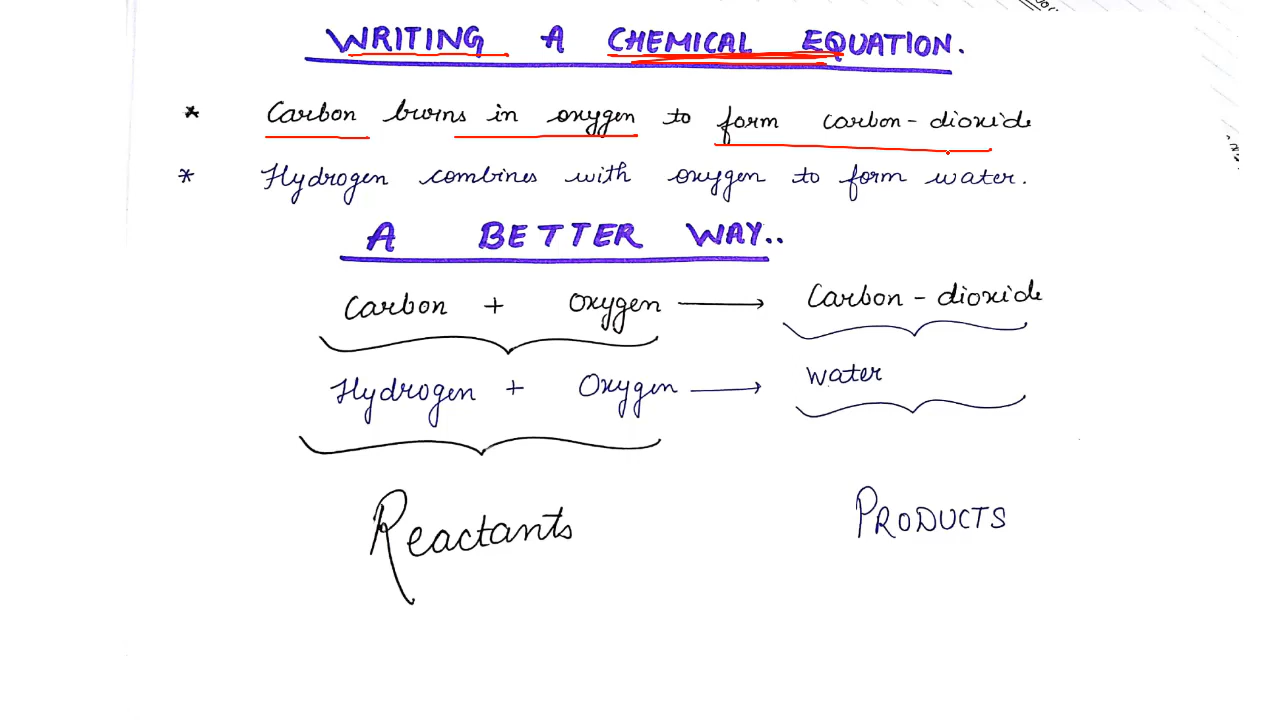 WRITING A CHEMICAL EQUATION.
* Carbon burns in oxygen to form carbon-dioxide
* Hydrogen combines with oxygen to form water.
A BETTER WAY..
Carbon + Oxygen → Carbon-dioxide
Hydrogen + Oxygen → water
Reactants PRODUCTS